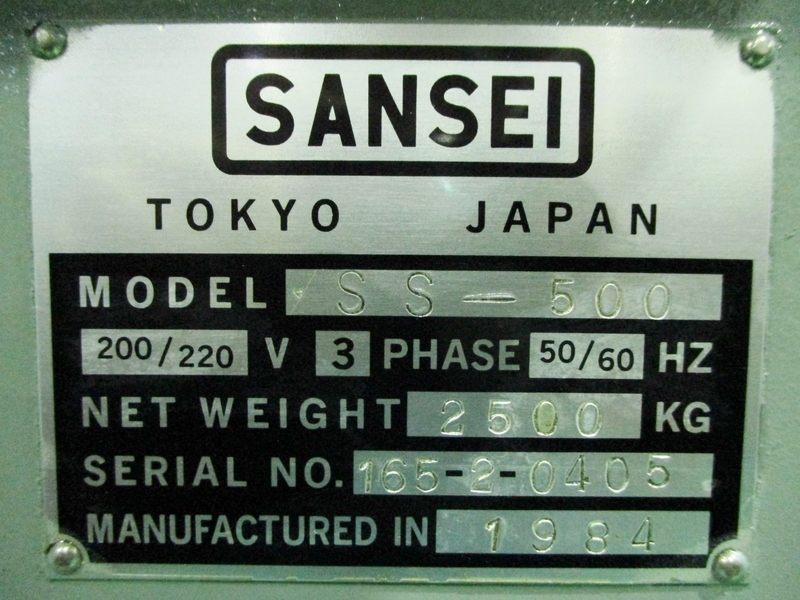 SANSEI
TOKYO JAPAN
MODEL SS-500
200/220 V 3 PHASE 50/60 HZ
NET WEIGHT 2500 KG
SERIAL NO. 165-2-0405
MANUFACTURED IN 1984